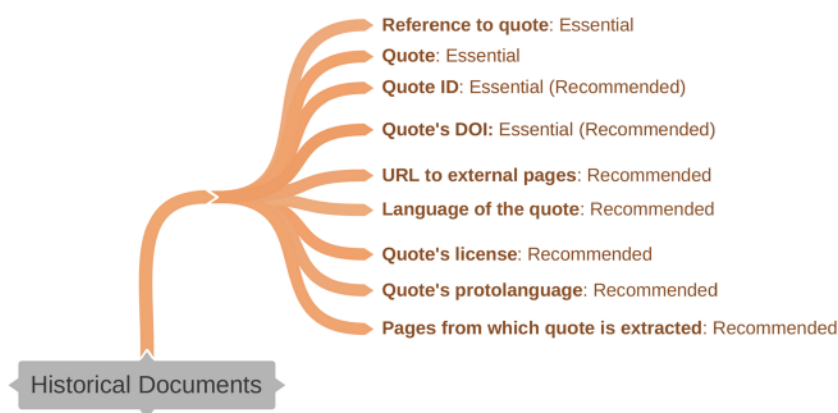 Reference to quote: Essential
Quote: Essential
Quote ID: Essential (Recommended)
Quote's DOI: Essential (Recommended)
URL to external pages: Recommended
Language of the quote: Recommended
Quote's license: Recommended
Quote's protolanguage: Recommended
Pages from which quote is extracted: Recommended
Historical Documents